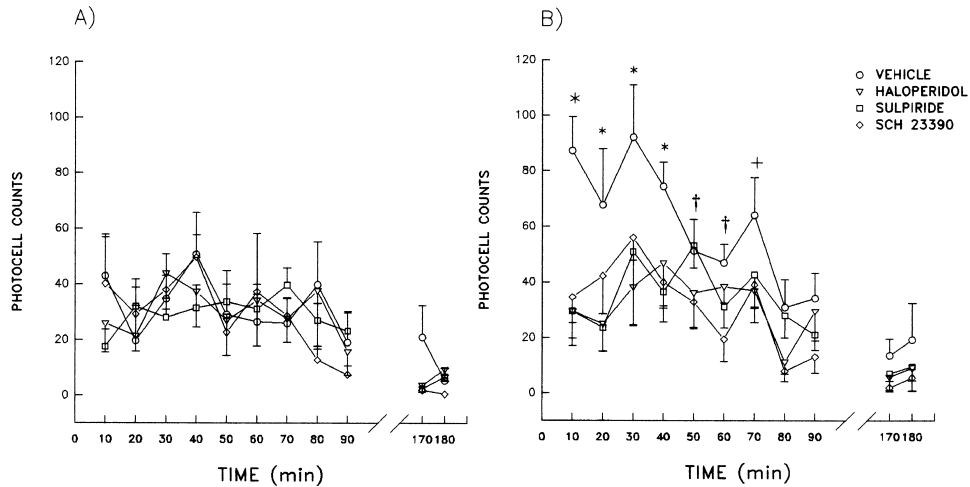 A)
120
100
80
60
40
20
0
PHOTOCELL COUNTS
0 10 20 30 40 50 60 70 80 90 170 180
TIME (min)
B)
120
100
80
60
40
20
0
PHOTOCELL COUNTS
* * * * † † +
0 10 20 30 40 50 60 70 80 90 170 180
TIME (min)
VEHICLE
HALOPERIDOL
SULPIRIDE
SCH 23390